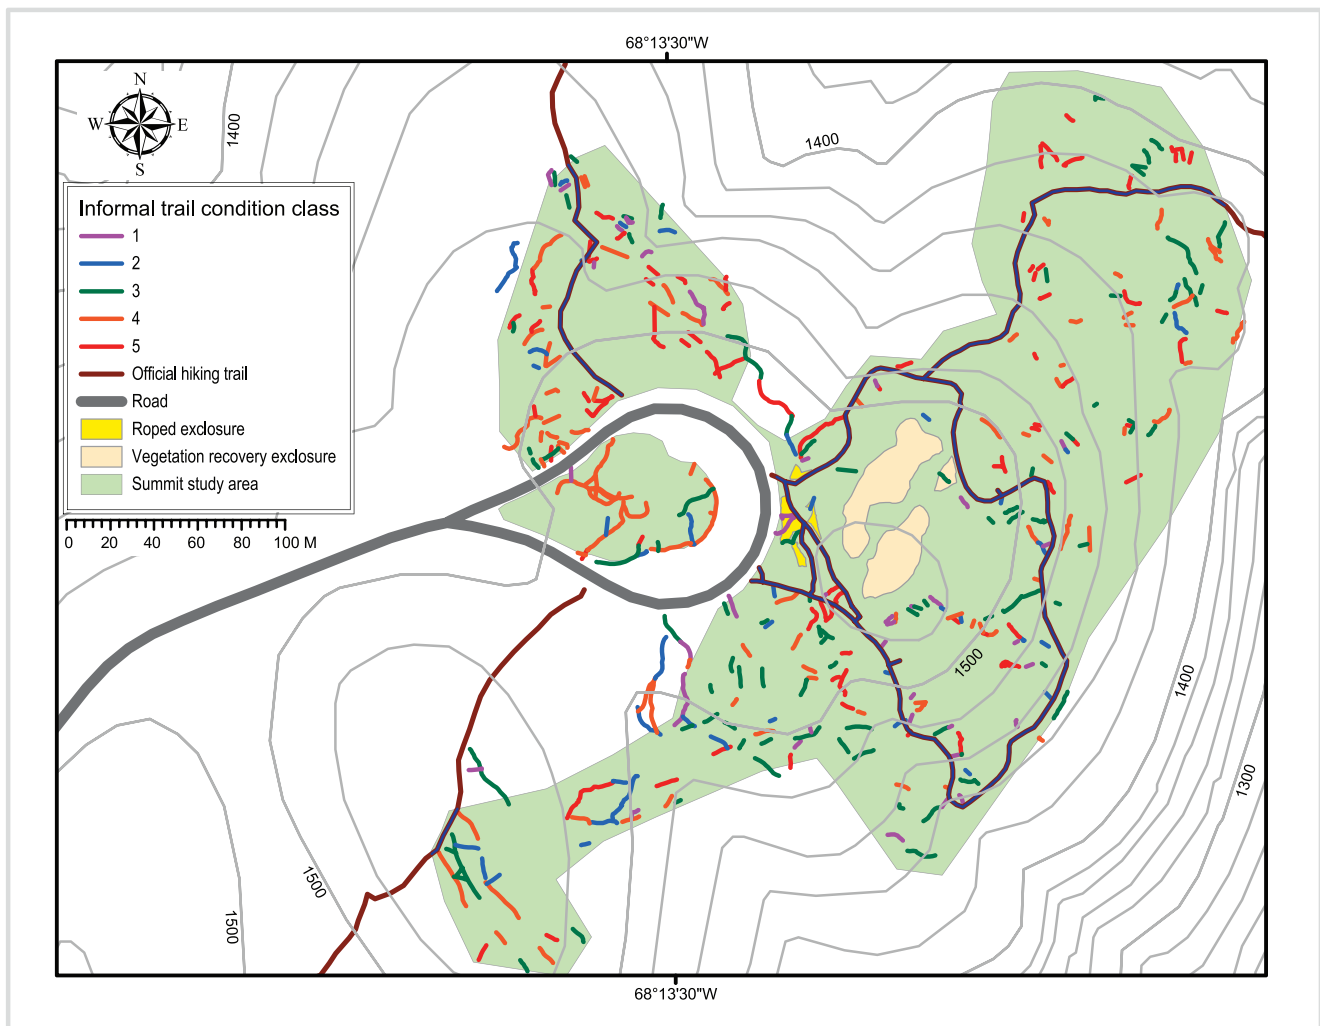 68°13'30"W
N
W E
S
1400
1400
Informal trail condition class
1
2
3
4
5
Official hiking trail
Road
Roped exclosure
Vegetation recovery exclosure
Summit study area
0 20 40 60 80 100 M
1500
1400
1300
1500
1500
68°13'30"W